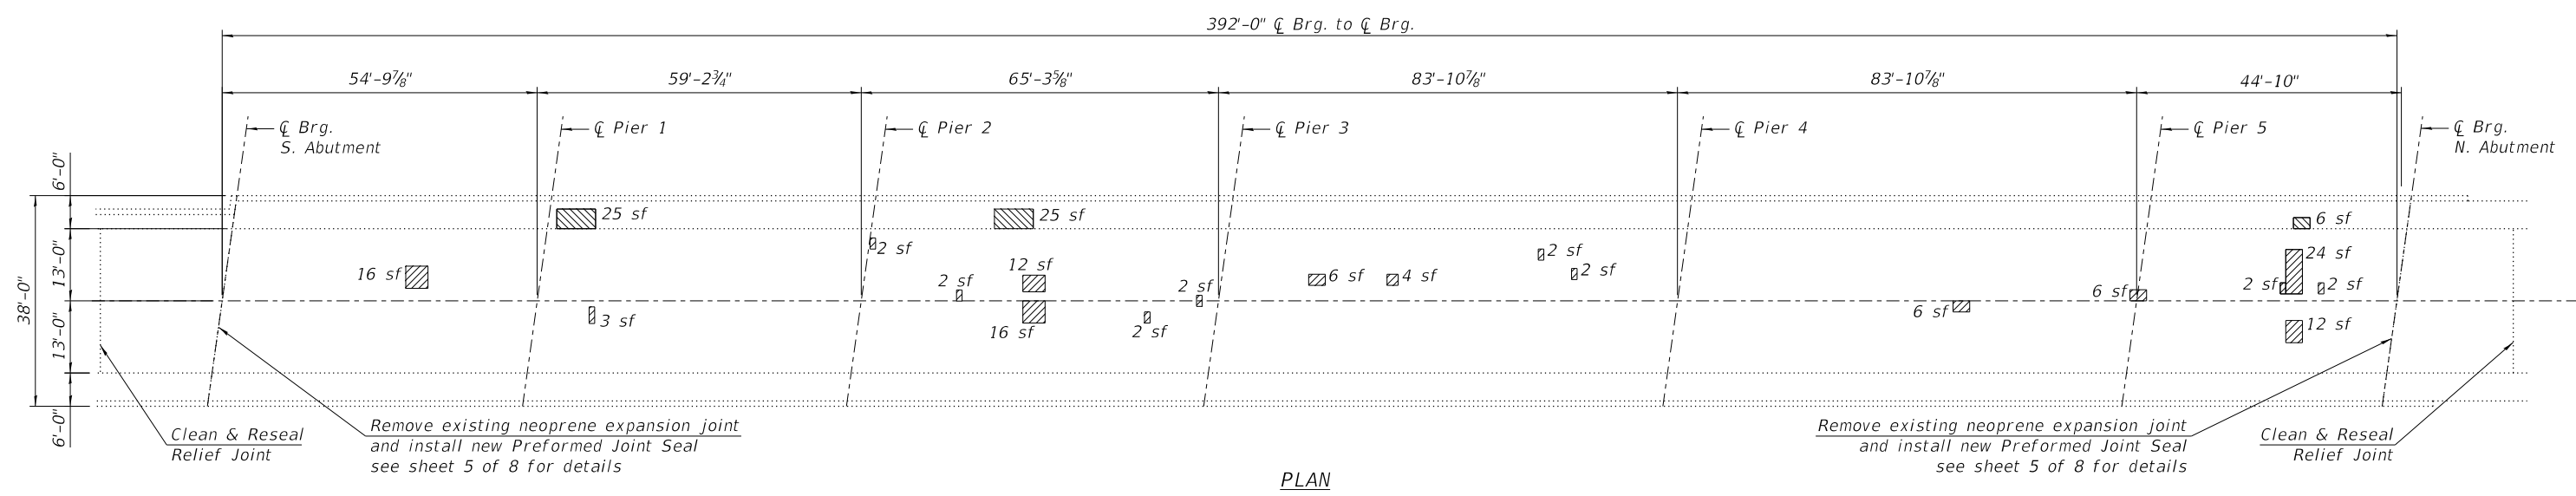 392'-0" ℄ Brg. to ℄ Brg.
54'-9⅞"
59'-2¾"
65'-3⅝"
83'-10⅞"
83'-10⅞"
44'-10"
℄ Brg.
S. Abutment
℄ Pier 1
℄ Pier 2
℄ Pier 3
℄ Pier 4
℄ Pier 5
℄ Brg.
N. Abutment
6'-0"
13'-0"
38'-0"
13'-0"
6'-0"
25 sf
25 sf
6 sf
2 sf
2 sf
24 sf
16 sf
12 sf
6 sf
4 sf
2 sf
2 sf
2 sf
6 sf
2 sf
2 sf
3 sf
16 sf
2 sf
6 sf
12 sf
Clean & Reseal
Relief Joint
Remove existing neoprene expansion joint
and install new Preformed Joint Seal
see sheet 5 of 8 for details
Remove existing neoprene expansion joint
and install new Preformed Joint Seal
see sheet 5 of 8 for details
Clean & Reseal
Relief Joint
PLAN